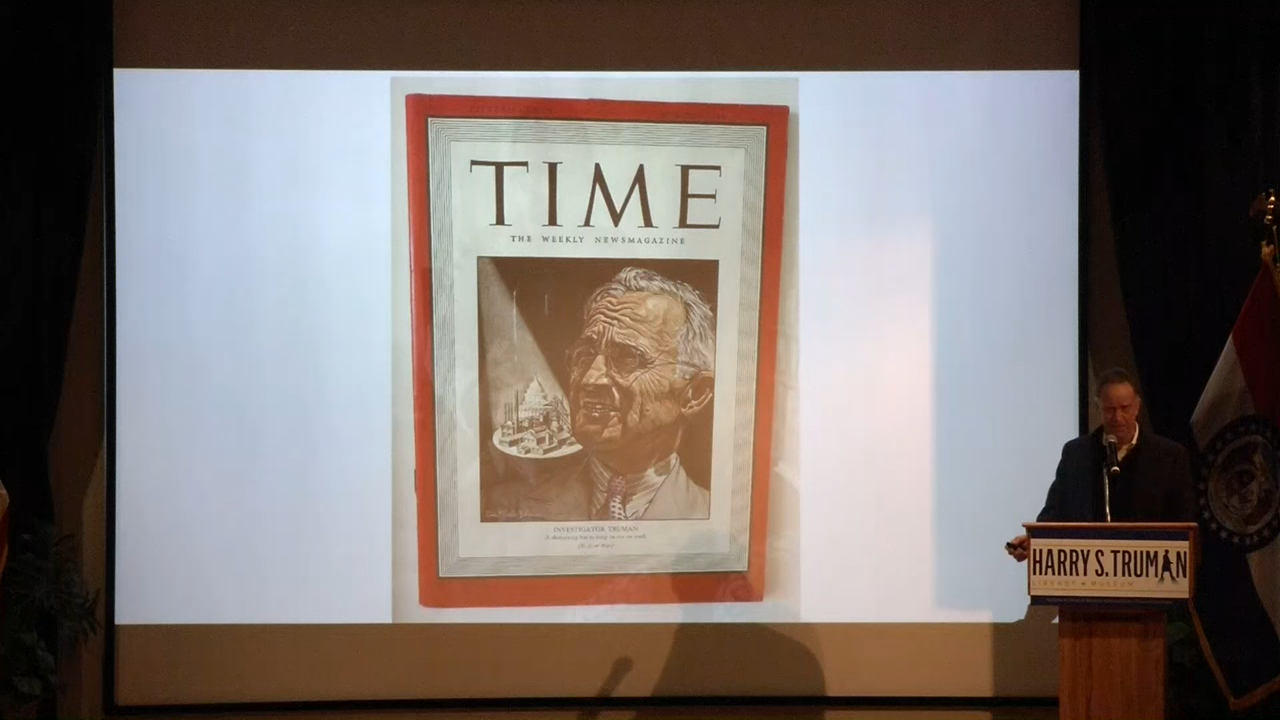 TIME
THE WEEKLY NEWSMAGAZINE
INVESTIGATOR TRUMAN
HARRY S. TRUMAN
LIBRARY MUSEUM